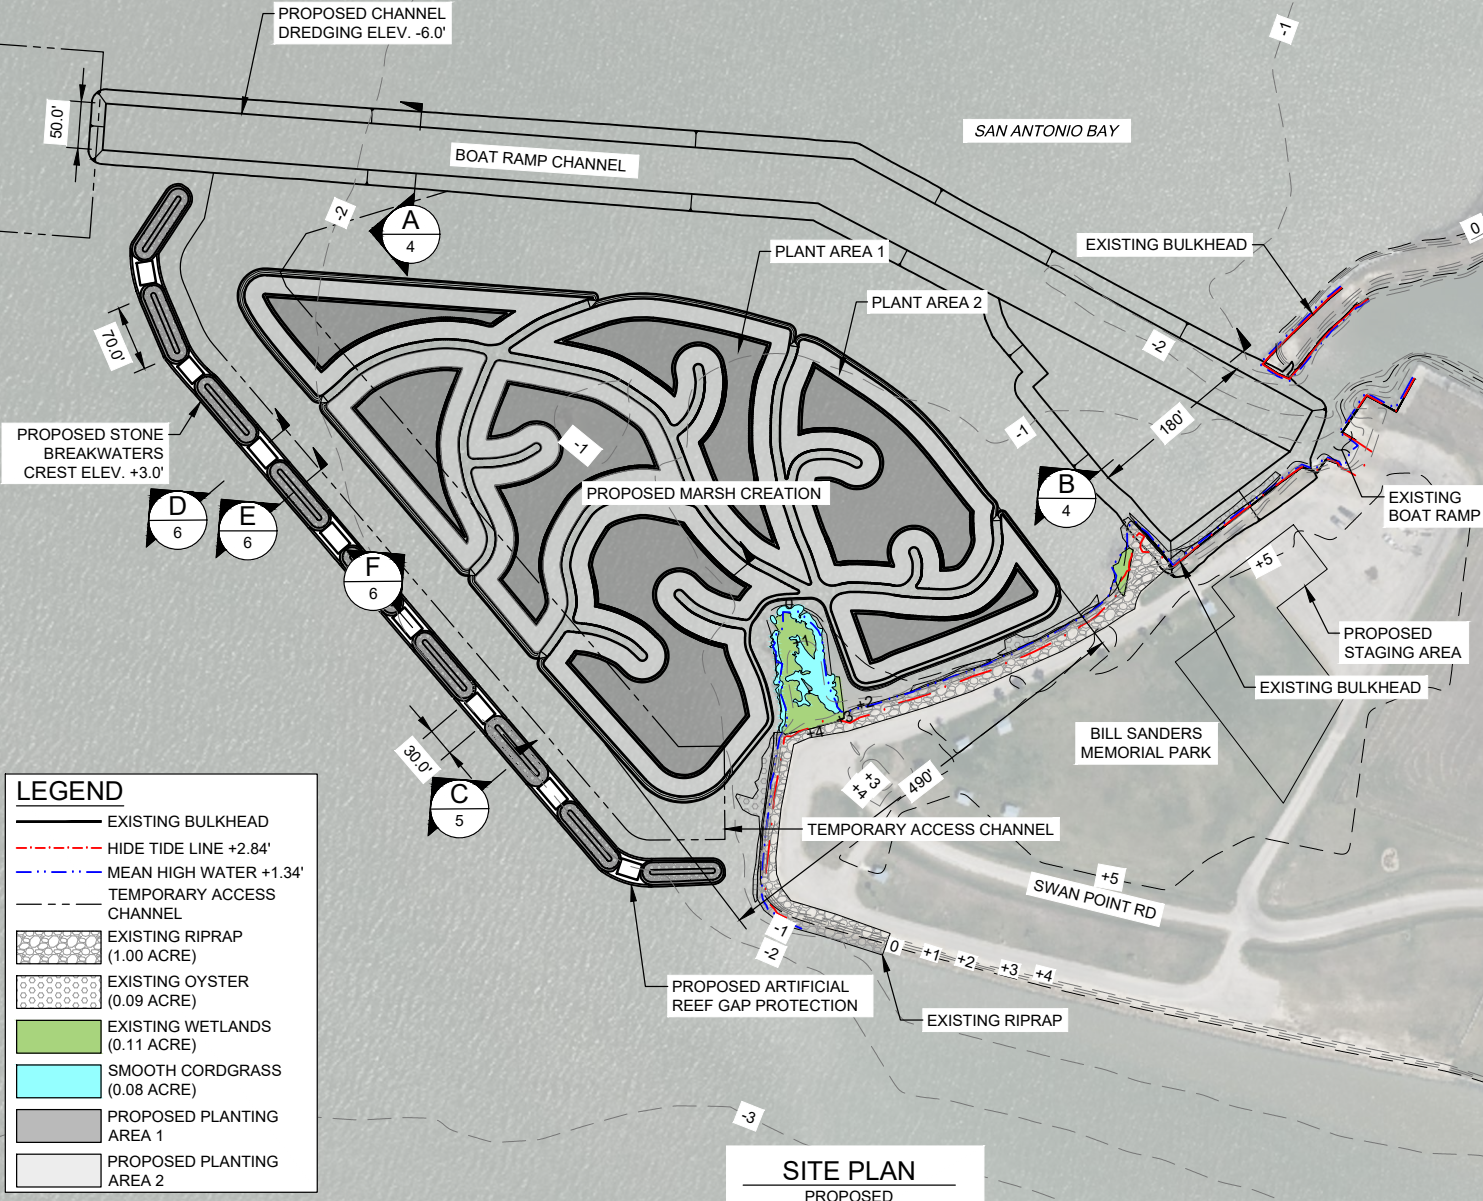 PROPOSED CHANNEL
DREDGING ELEV. -6.0'
-1
50.0'
SAN ANTONIO BAY
BOAT RAMP CHANNEL
-2
A
4
PLANT AREA 1
EXISTING BULKHEAD
0
PLANT AREA 2
70.0'
-2
180'
-1
-1
PROPOSED STONE
BREAKWATERS
CREST ELEV. +3.0'
PROPOSED MARSH CREATION
B
4
EXISTING
BOAT RAMP
D
6
E
6
F
6
+5
PROPOSED
STAGING AREA
EXISTING BULKHEAD
+2
+3
+4
BILL SANDERS
MEMORIAL PARK
30.0'
+3
+4
490'
C
5
TEMPORARY ACCESS CHANNEL
+5
SWAN POINT RD
-1
-2
0
+1
+2
+3
+4
PROPOSED ARTIFICIAL
REEF GAP PROTECTION
EXISTING RIPRAP
-3
LEGEND
EXISTING BULKHEAD
HIDE TIDE LINE +2.84'
MEAN HIGH WATER +1.34'
TEMPORARY ACCESS
CHANNEL
EXISTING RIPRAP
(1.00 ACRE)
EXISTING OYSTER
(0.09 ACRE)
EXISTING WETLANDS
(0.11 ACRE)
SMOOTH CORDGRASS
(0.08 ACRE)
PROPOSED PLANTING
AREA 1
PROPOSED PLANTING
AREA 2
SITE PLAN
PROPOSED